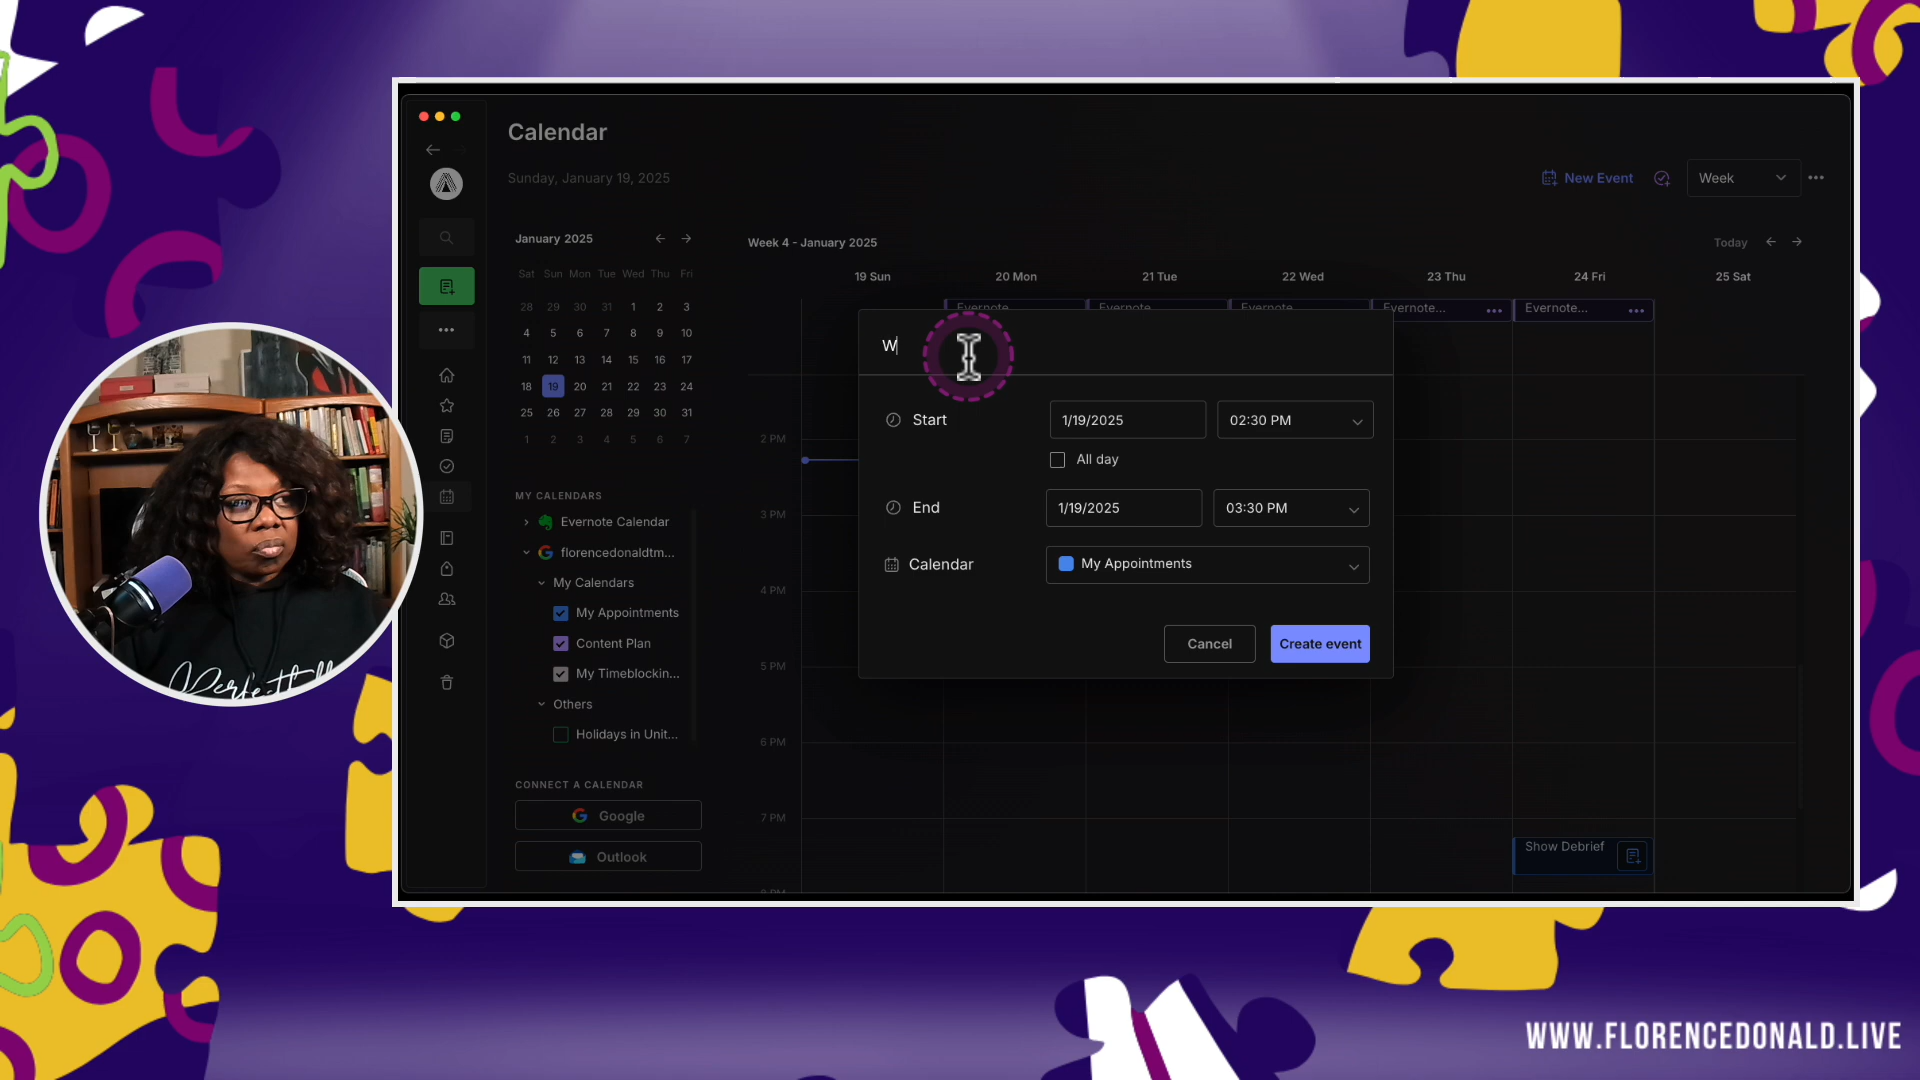 Calendar
Sunday, January 19, 2025
New Event
Week
January 2025
Sat Sun Mon Tue Wed Thu Fri
28 29 30 31 1 2 3
4 5 6 7 8 9 10
11 12 13 14 15 16 17
18 19 20 21 22 23 24
25 26 27 28 29 30 31
1 2 3 4 5 6 7
MY CALENDARS
Evernote Calendar
florencedonaldtm...
My Calendars
My Appointments
Content Plan
My Timeblockin...
Others
Holidays in Unit...
CONNECT A CALENDAR
Google
Outlook
Week 4 - January 2025
Today
19 Sun 20 Mon 21 Tue 22 Wed 23 Thu 24 Fri 25 Sat
Evernote Evernote Evernote Evernote... Evernote...
2 PM
3 PM
4 PM
5 PM
6 PM
7 PM
8 PM
Show Debrief
W
Start
1/19/2025
02:30 PM
All day
End
1/19/2025
03:30 PM
Calendar
My Appointments
Cancel
Create event
WWW.FLORENCEDONALD.LIVE